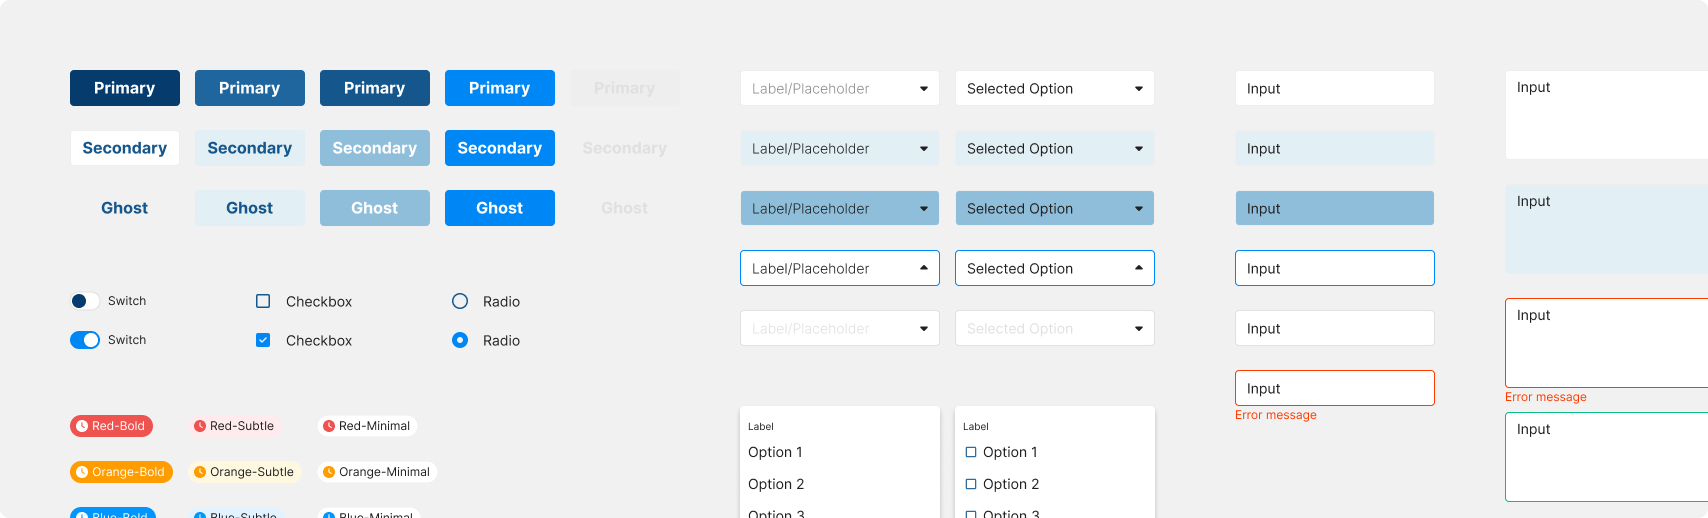 Primary Primary Primary Primary Primary
Secondary Secondary Secondary Secondary Secondary
Ghost Ghost Ghost Ghost Ghost
Switch Checkbox Radio
Switch Checkbox Radio
Red-Bold Red-Subtle Red-Minimal
Orange-Bold Orange-Subtle Orange-Minimal
Blue-Bold Blue-Subtle Blue-Minimal
Label/Placeholder Selected Option
Label/Placeholder Selected Option
Label/Placeholder Selected Option
Label/Placeholder Selected Option
Label/Placeholder Selected Option
Label Label
Option 1 Option 1
Option 2 Option 2
Option 3 Option 3
Input
Input
Input
Input
Input
Input
Error message
Input
Input
Input
Error message
Input